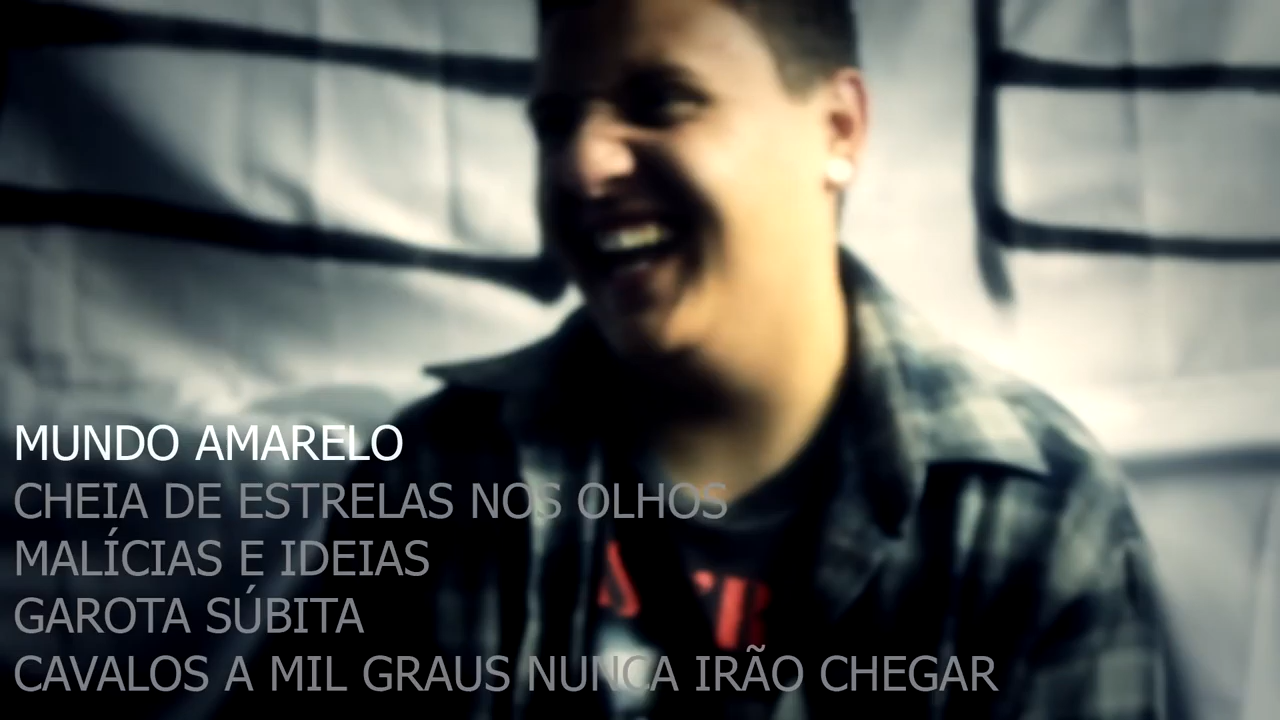 MUNDO AMARELO
CHEIA DE ESTRELAS NOS OLHOS
MALÍCIAS E IDEIAS
GAROTA SÚBITA
CAVALOS A MIL GRAUS NUNCA IRÃO CHEGAR